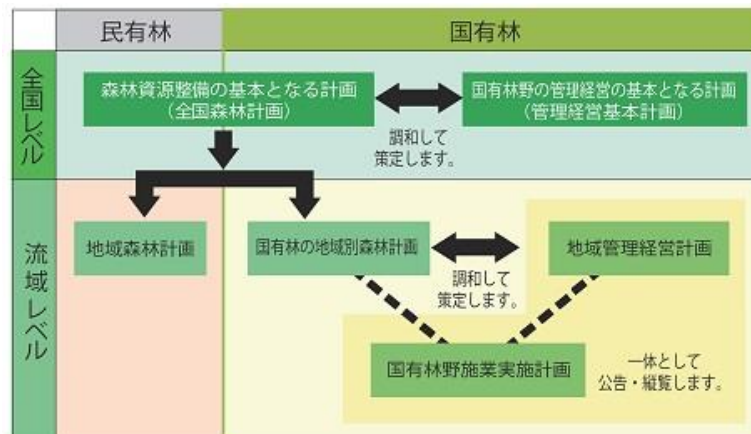 民有林
国有林
全国レベル
森林資源整備の基本となる計画
(全国森林計画)
国有林野の管理経営の基本となる計画
(管理経営基本計画)
調和して
策定します。
流域レベル
地域森林計画
国有林の地域別森林計画
調和して
策定します。
地域管理経営計画
国有林野施業実施計画
一体として
公告・縦覧します。